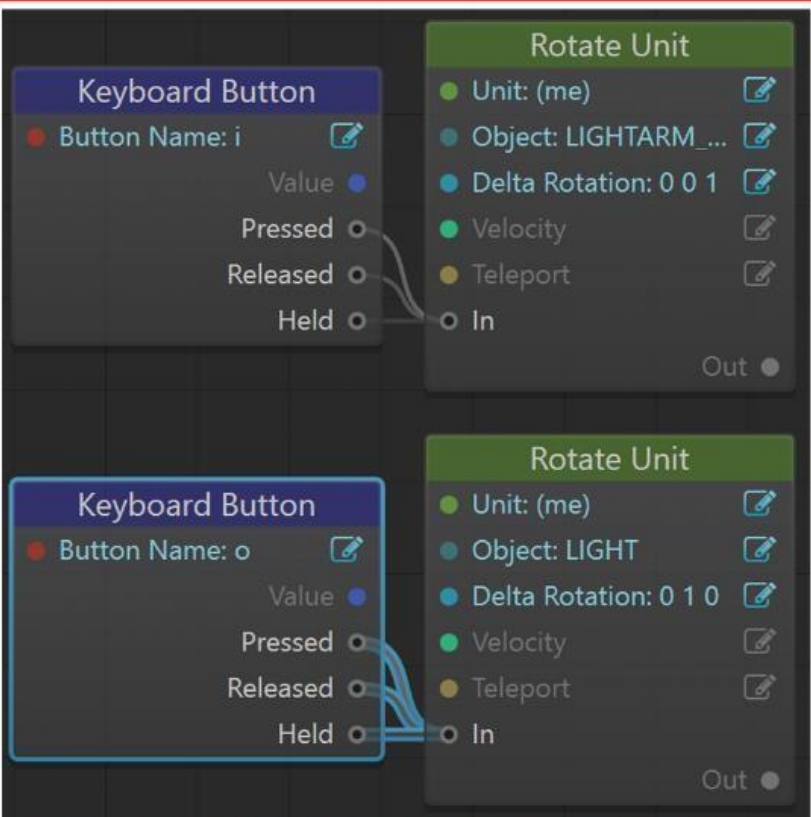 Keyboard Button
Button Name: i
Value
Pressed
Released
Held
Rotate Unit
Unit: (me)
Object: LIGHTARM_...
Delta Rotation: 0 0 1
Velocity
Teleport
In
Out
Keyboard Button
Button Name: o
Value
Pressed
Released
Held
Rotate Unit
Unit: (me)
Object: LIGHT
Delta Rotation: 0 1 0
Velocity
Teleport
In
Out